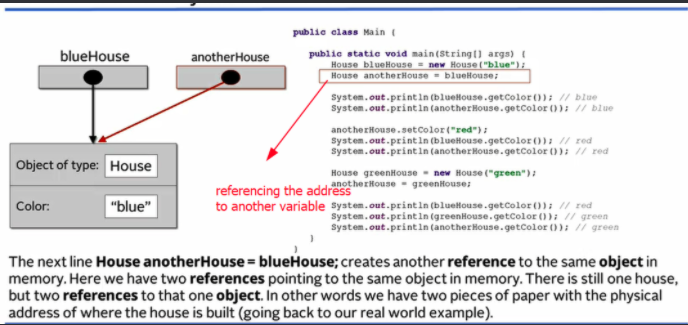 public class Main {
public static void main(String[] args) {
House blueHouse = new House("blue");
House anotherHouse = blueHouse;
System.out.println(blueHouse.getColor()); // blue
System.out.println(anotherHouse.getColor()); // blue
anotherHouse.setColor("red");
System.out.println(blueHouse.getColor()); // red
System.out.println(anotherHouse.getColor()); // red
House greenHouse = new House("green");
anotherHouse = greenHouse;
System.out.println(blueHouse.getColor()); // red
System.out.println(greenHouse.getColor()); // green
System.out.println(anotherHouse.getColor()); // green
}
}
blueHouse
anotherHouse
Object of type: House
Color: “blue”
referencing the address
to another variable
The next line House anotherHouse = blueHouse; creates another reference to the same object in
memory. Here we have two references pointing to the same object in memory. There is still one house,
but two references to that one object. In other words we have two pieces of paper with the physical
address of where the house is built (going back to our real world example).